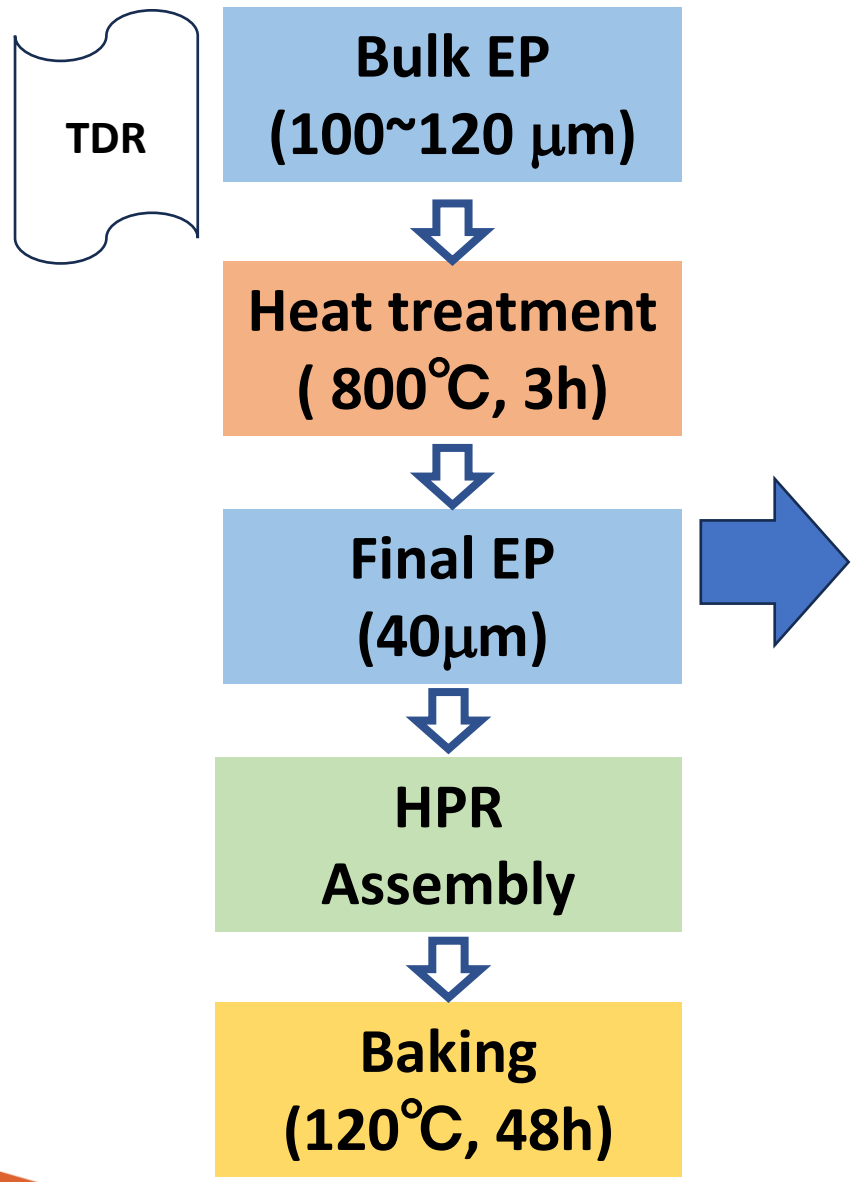 TDR
Bulk EP
(100~120 μm)
Heat treatment
( 800℃, 3h)
Final EP
(40μm)
HPR
Assembly
Baking
(120℃, 48h)